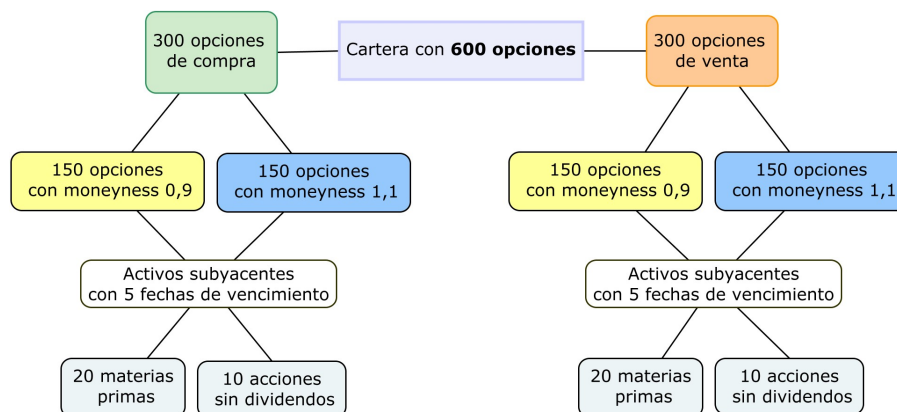 300 opciones
de compra
Cartera con 600 opciones
300 opciones
de venta
150 opciones
con moneyness 0,9
150 opciones
con moneyness 1,1
150 opciones
con moneyness 0,9
150 opciones
con moneyness 1,1
Activos subyacentes
con 5 fechas de vencimiento
Activos subyacentes
con 5 fechas de vencimiento
20 materias
primas
10 acciones
sin dividendos
20 materias
primas
10 acciones
sin dividendos